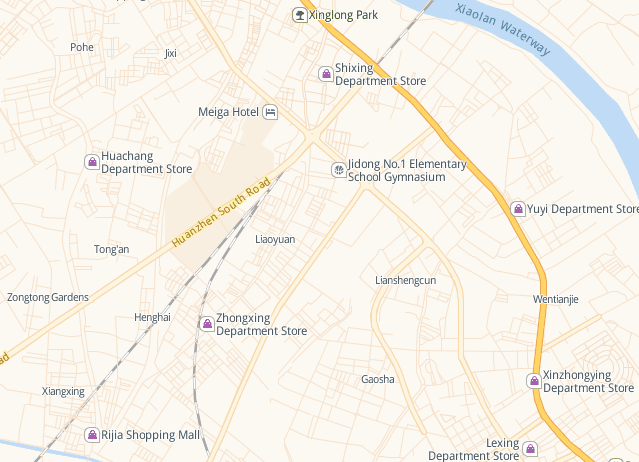 Xinglong Park
Xiaolan Waterway
Pohe
Jixi
Shixing
Department Store
Meiga Hotel
Huachang
Department Store
Jidong No.1 Elementary
School Gymnasium
Huanzhen South Road
Yuyi Department Store
Liaoyuan
Tong'an
Lianshengcun
Zongtong Gardens
Wentianjie
Henghai
Zhongxing
Department Store
ad
Gaosha
Xinzhongying
Department Store
Xiangxing
Rijia Shopping Mall
Lexing
Department Store